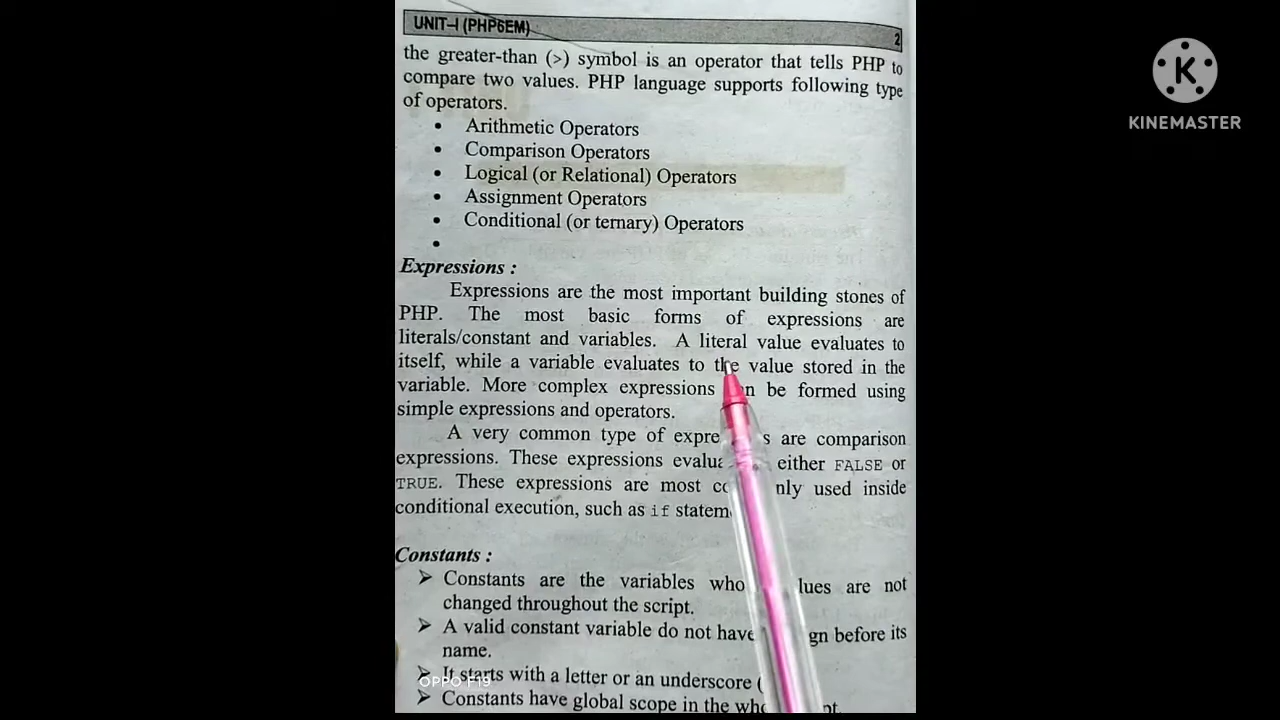 UNIT-I (PHP6EM) 2
the greater-than (>) symbol is an operator that tells PHP to
compare two values. PHP language supports following type
of operators.
• Arithmetic Operators
• Comparison Operators
• Logical (or Relational) Operators
• Assignment Operators
• Conditional (or ternary) Operators
•
Expressions :
Expressions are the most important building stones of
PHP. The most basic forms of expressions are
literals/constant and variables. A literal value evaluates to
itself, while a variable evaluates to the value stored in the
variable. More complex expressions be formed using
simple expressions and operators.
A very common type of are comparison
expressions. These expressions either FALSE or
TRUE. These expressions are most used inside
conditional execution, such as if
Constants :
➤ Constants are the variables are not
changed throughout the script.
➤ A valid constant variable do not have before its
name.
➤ It starts with a letter or an underscore (
➤ Constants have global scope in the
OPPO F19
KINEMASTER